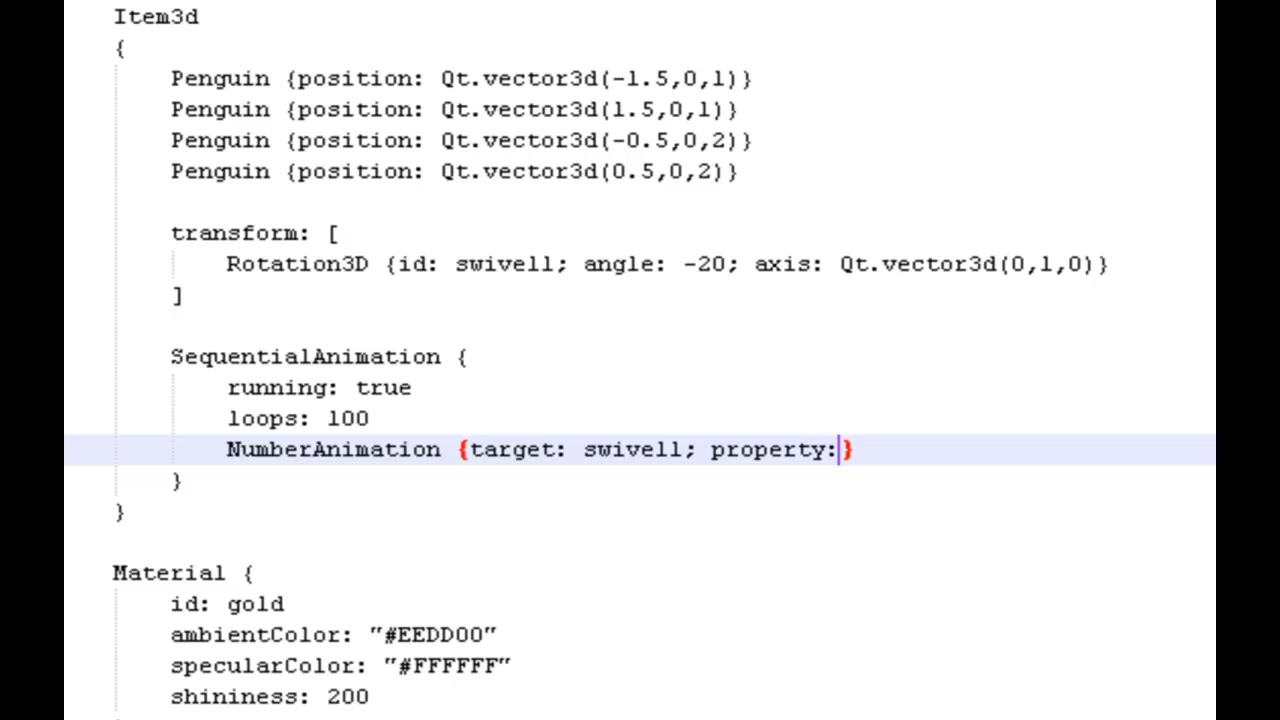 Item3d
{
Penguin {position: Qt.vector3d(-1.5,0,1)}
Penguin {position: Qt.vector3d(1.5,0,1)}
Penguin {position: Qt.vector3d(-0.5,0,2)}
Penguin {position: Qt.vector3d(0.5,0,2)}
transform: [
Rotation3D {id: swivell; angle: -20; axis: Qt.vector3d(0,1,0)}
]
SequentialAnimation {
running: true
loops: 100
NumberAnimation {target: swivell; property:}
}
}
Material {
id: gold
ambientColor: "#EEDD00"
specularColor: "#FFFFFF"
shininess: 200